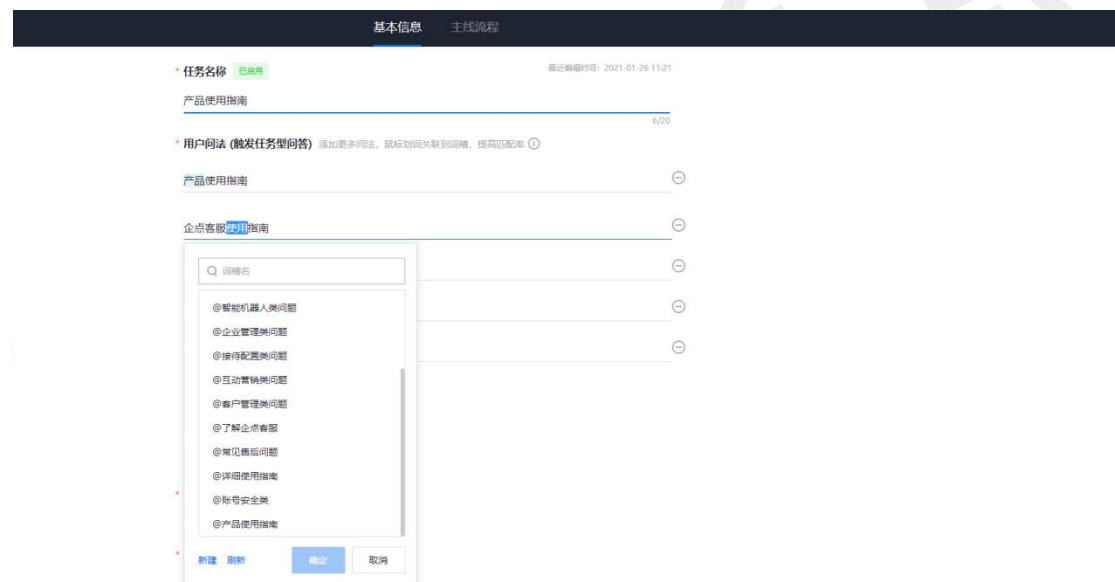 基本信息 主线流程
* 任务名称 已启用 最近编辑时间：2021-01-26 11:21
产品使用指南
6/20
* 用户问法 (触发任务型问答) 添加更多问法，鼠标划词关联到词槽，提高匹配率
产品使用指南
企点客服使用指南
词槽名
@智能机器人类问题
@企业管理类问题
@接待配置类问题
@互动营销类问题
@客户管理类问题
@了解企点客服
@常见售后问题
@详细使用指南
*
@账号安全类
@产品使用指南
*
新建 刷新 确定 取消